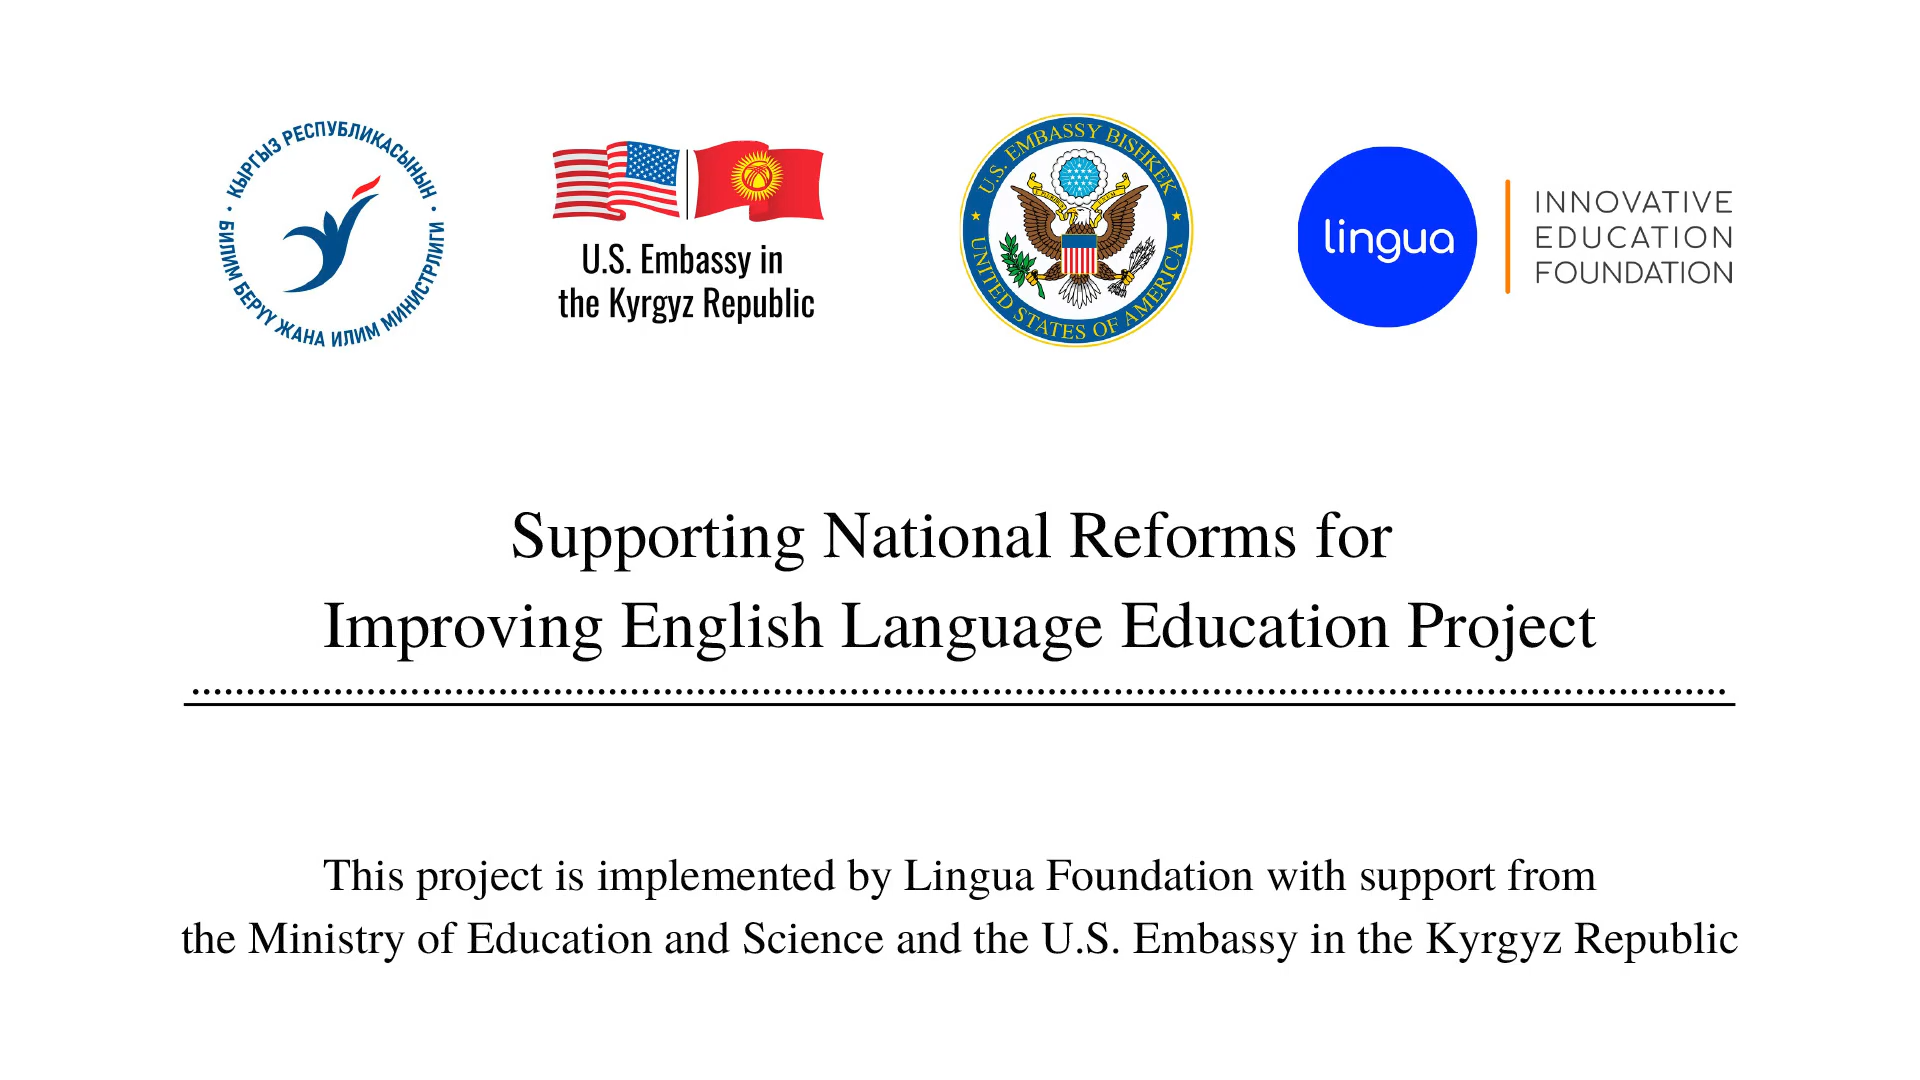 КЫРГЫЗ РЕСПУБЛИКАСЫНЫН
БИЛИМ БЕРҮҮ ЖАНА ИЛИМ МИНИСТРЛИГИ
U.S. Embassy in
the Kyrgyz Republic
U.S. EMBASSY BISHKEK
UNITED STATES OF AMERICA
lingua
INNOVATIVE
EDUCATION
FOUNDATION
Supporting National Reforms for
Improving English Language Education Project
This project is implemented by Lingua Foundation with support from
the Ministry of Education and Science and the U.S. Embassy in the Kyrgyz Republic